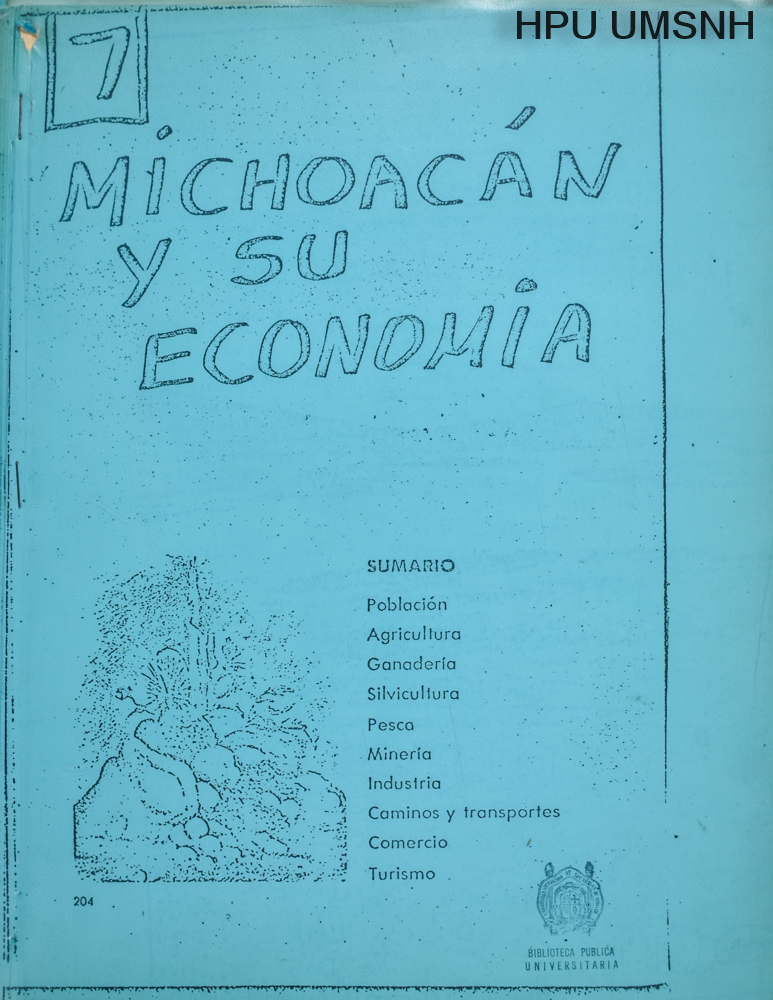 HPU UMSNH
7
MiCHOACÁN
y SU
ECONOMiA
SUMARIO
Población
Agricultura
Ganadería
Silvicultura
Pesca
Minería
Industria
Caminos y transportes
Comercio
Turismo
204
BIBLIOTECA PUBLICA
UNIVERSITARIA